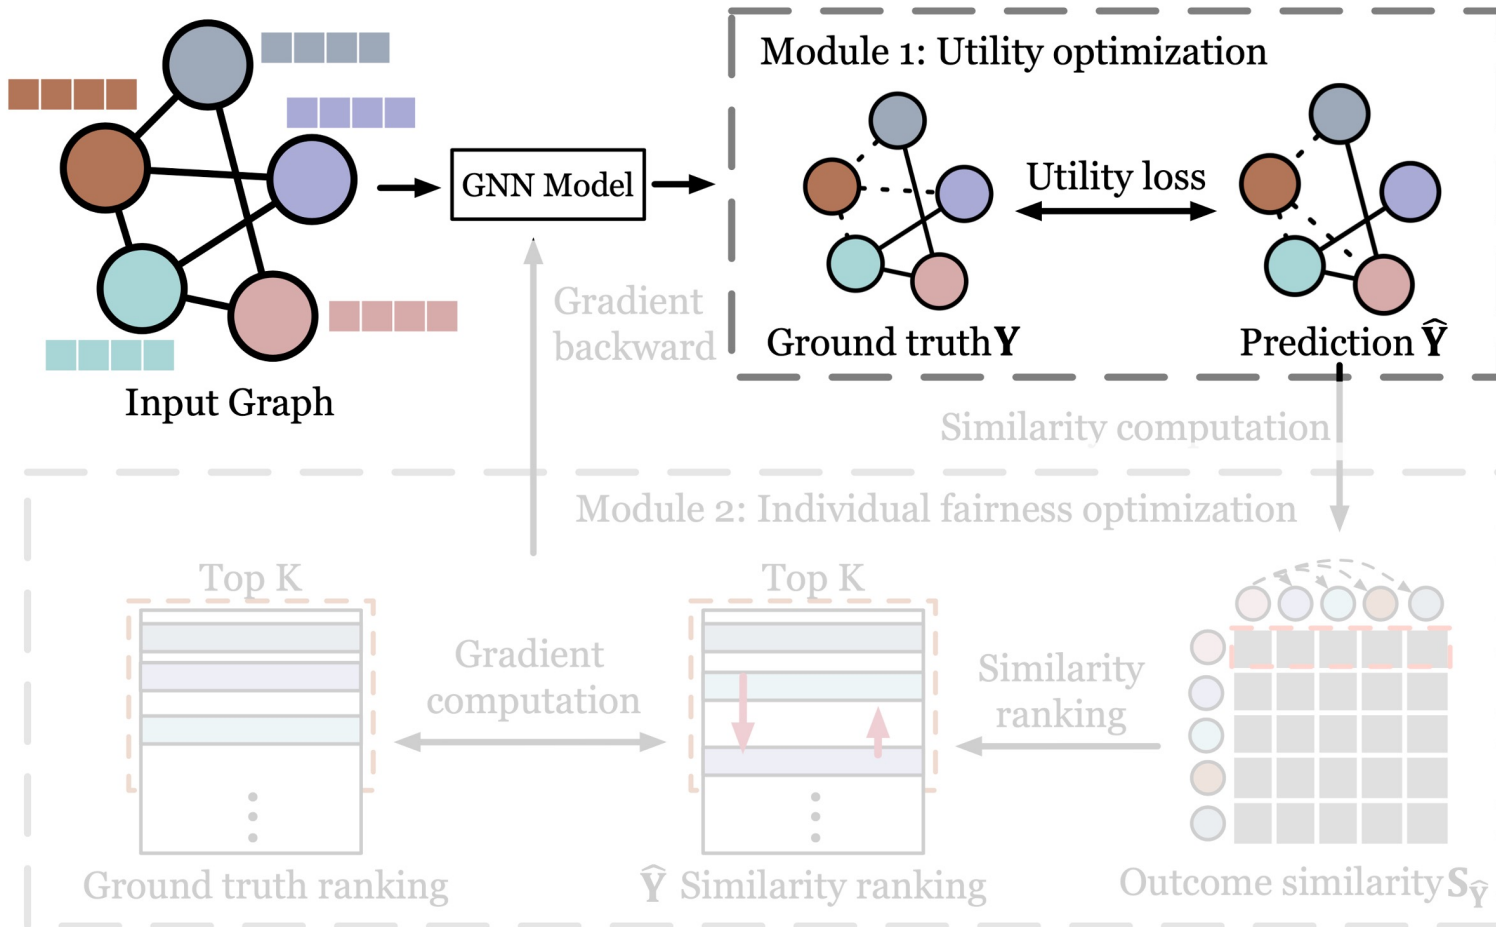 Module 1: Utility optimization
GNN Model
Utility loss
Ground truth Y
Prediction Ŷ
Input Graph
Gradient
backward
Similarity computation
Module 2: Individual fairness optimization
Top K
Top K
Gradient
computation
Similarity
ranking
Ground truth ranking
Ŷ Similarity ranking
Outcome similarity S_Ŷ